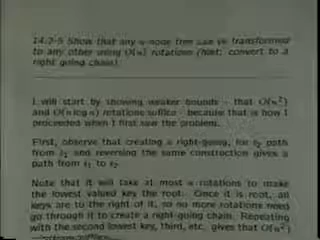 14.2-5 Show that any n-node tree can be transformed
to any other using O(n) rotations (hint: convert to a
right going chain).
I will start by showing weaker bounds - that O(n²)
and O(n log n) rotations suffice - because that is how I
proceeded when I first saw the problem.
First, observe that creating a right-going, for t₂ path
from t₁ and reversing the same construction gives a
path from t₁ to t₂.
Note that it will take at most n rotations to make
the lowest valued key the root. Once it is root, all
keys are to the right of it, so no more rotations need
go through it to create a right-going chain. Repeating
with the second lowest key, third, etc. gives that O(n²)
rotations suffice.